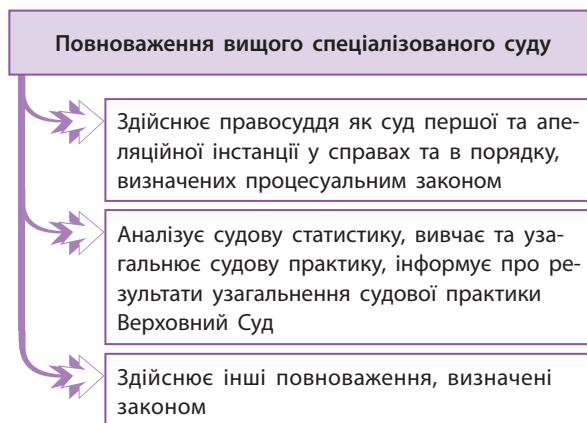 Повноваження вищого спеціалізованого суду
Здійснює правосуддя як суд першої та апе-
ляційної інстанції у справах та в порядку,
визначених процесуальним законом
Аналізує судову статистику, вивчає та уза-
гальнює судову практику, інформує про ре-
зультати узагальнення судової практики
Верховний Суд
Здійснює інші повноваження, визначені
законом